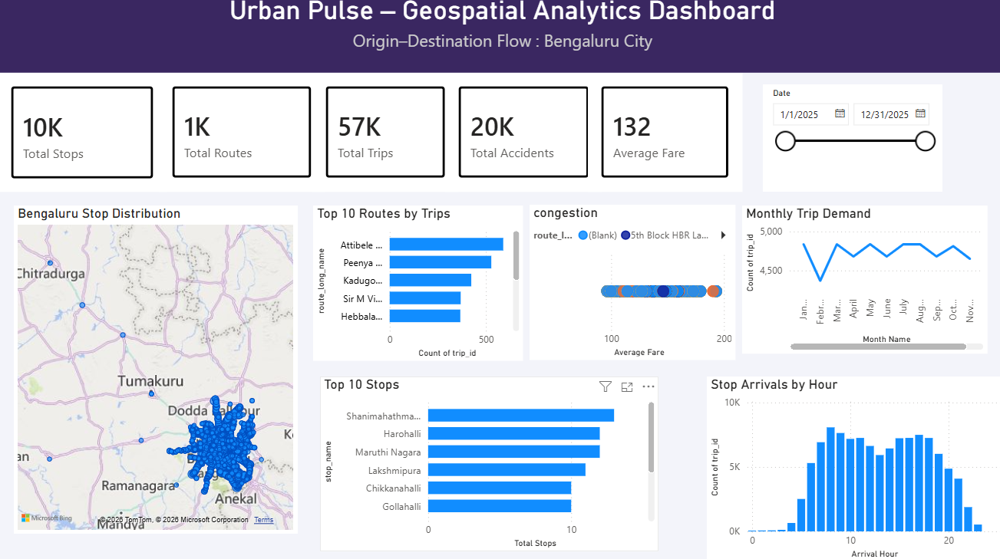 Urban Pulse – Geospatial Analytics Dashboard
Origin–Destination Flow : Bengaluru City
10K
Total Stops
1K
Total Routes
57K
Total Trips
20K
Total Accidents
132
Average Fare
Date
1/1/2025
12/31/2025
Bengaluru Stop Distribution
Chitradurga
Tumakuru
Dodda
Ramanagara
Anekal
Mandya
Microsoft Bing
© 2026 TomTom, © 2026 Microsoft Corporation Terms
Top 10 Routes by Trips
route_long_name
Attibele ...
Peenya ...
Kadugo...
Sir M Vi...
Hebbala...
0 500
Count of trip_id
congestion
route_l... (Blank) 5th Block HBR La...
100 200
Average Fare
Monthly Trip Demand
Count of trip_id
5,000
4,500
Jan... Febr... Mar... April May June July Aug... Sep... Oct... Nov...
Month Name
Top 10 Stops
stop_name
Shanimahathma...
Harohalli
Maruthi Nagara
Lakshmipura
Chikkanahalli
Gollahalli
0 10
Total Stops
Stop Arrivals by Hour
Count of trip_id
10K
5K
0K
0 10 20
Arrival Hour